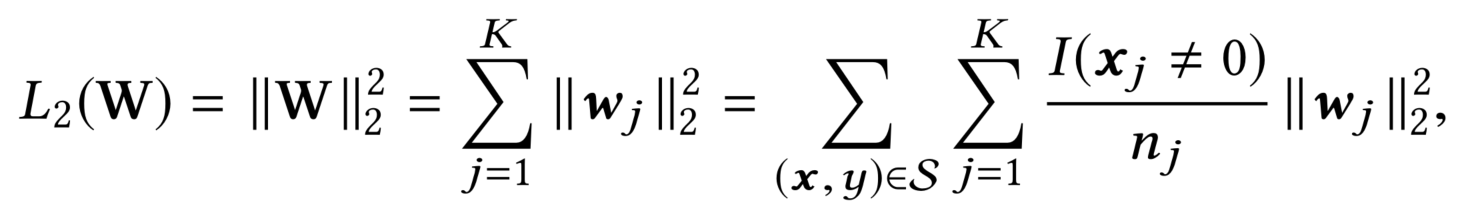 $L_2(\mathbf{W}) = \|\mathbf{W}\|_2^2 = \sum_{j=1}^{K} \|\boldsymbol{w}_j\|_2^2 = \sum_{(\boldsymbol{x},y)\in\mathcal{S}} \sum_{j=1}^{K} \frac{I(\boldsymbol{x}_j \neq 0)}{n_j} \|\boldsymbol{w}_j\|_2^2,$